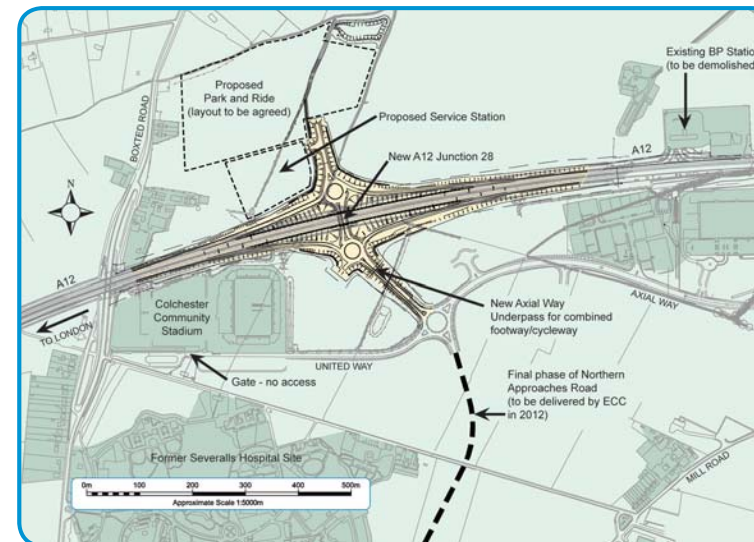 Existing BP Station
(to be demolished)
Proposed
Park and Ride
(layout to be agreed)
Proposed Service Station
BOXTED ROAD
New A12 Junction 28
A12
N
A12
TO LONDON
Colchester
Community
Stadium
New Axial Way
Underpass for combined
footway/cycleway
AXIAL WAY
UNITED WAY
Gate - no access
Final phase of Northern
Approaches Road
(to be delivered by ECC
in 2012)
Former Severalls Hospital Site
MILL ROAD
0m 100 200 300 400 500m
Approximate Scale 1:5000m